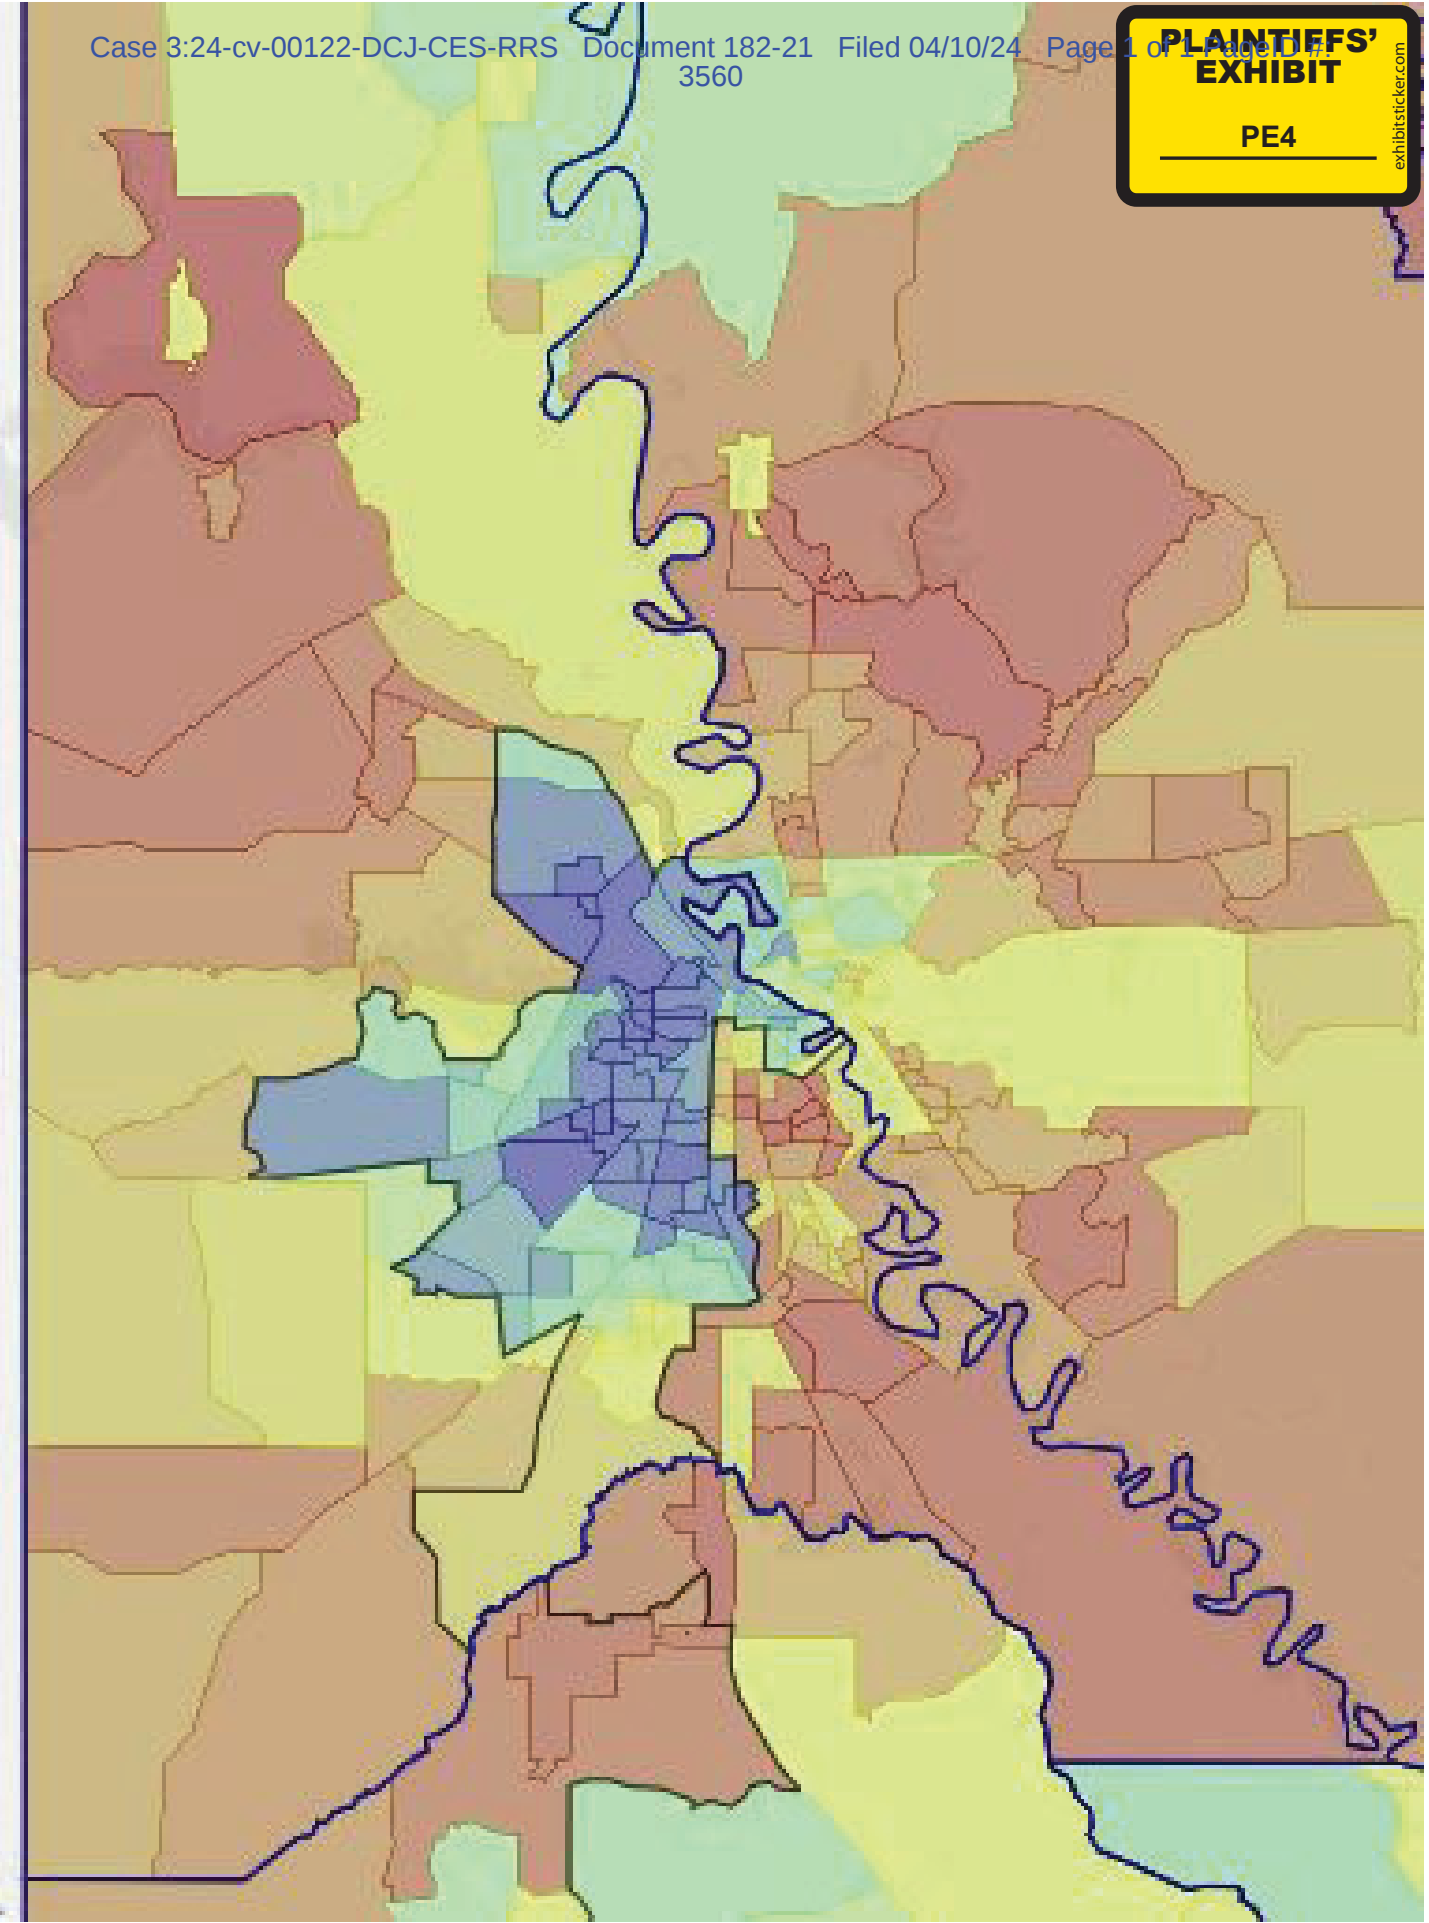 Case 3:24-cv-00122-DCJ-CES-RRS Document 182-21 Filed 04/10/24 Page 1 of 1 PageID #:
3560
PLAINTIFFS'
EXHIBIT
PE4
exhibitsticker.com